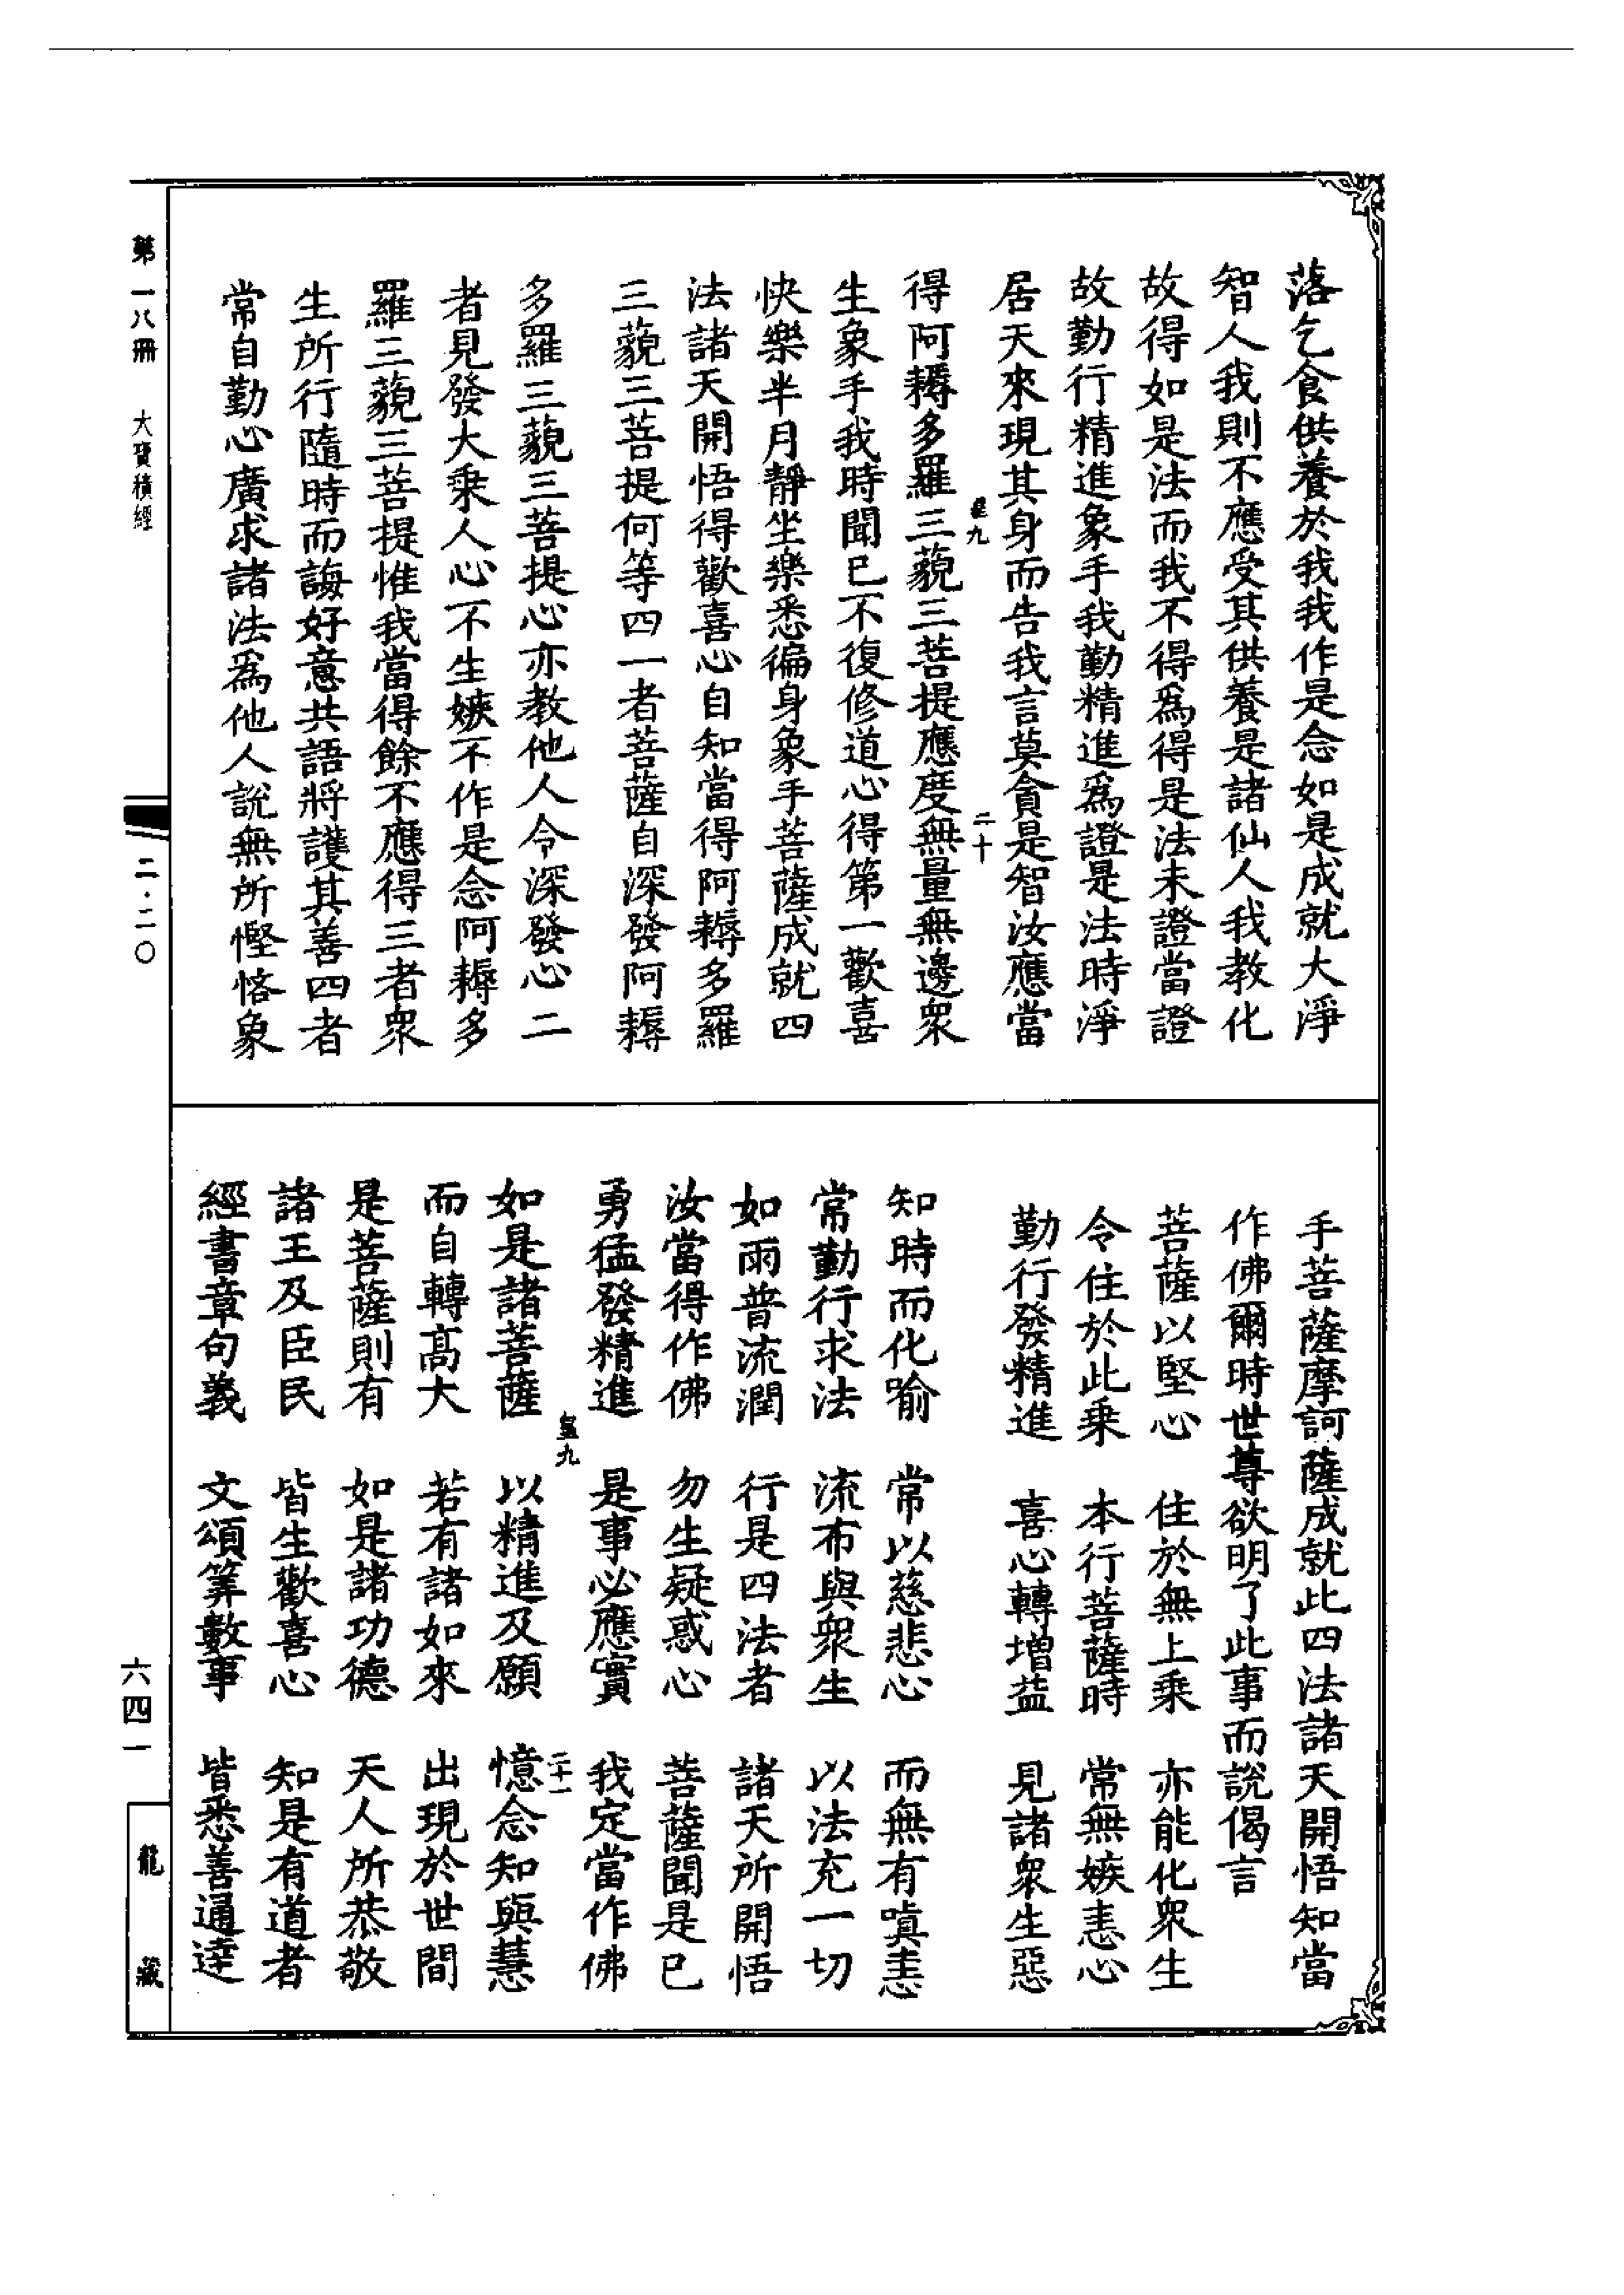 落乞食供養於我我作是念如是成就大淨
智人我則不應受其供養是諸仙人我教化
故得如是法而我不得為得是法未證當證
故勤行精進象手我勤精進為證是法時淨
居天來現其身而告我言莫貪是智汝應當
得阿耨多羅三藐三菩提應度無量無邊眾
生象手我時聞已不復修道心得第一歡喜
快樂半月靜坐樂悉徧身象手菩薩成就四
法諸天開悟得歡喜心自知當得阿耨多羅
三藐三菩提何等四一者菩薩自深發阿耨
多羅三藐三菩提心亦教他人令深發心二
者見發大乘人心不生嫉不作是念阿耨多
羅三藐三菩提惟我當得餘不應得三者眾
生所行隨時而誨好意共語將護其善四者
常自勤心廣求諸法為他人說無所慳悋象
手菩薩摩訶薩成就此四法諸天開悟知當
作佛爾時世尊欲明了此事而說偈言
菩薩以堅心 住於無上乘 亦能化眾生
令住於此乘 本行菩薩時 常無嫉恚心
勤行發精進 喜心轉增益 見諸眾生惡
知時而化喻 常以慈悲心 而無有嗔恚
常勤行求法 流布與眾生 以法充一切
如雨普流潤 行是四法者 諸天所開悟
汝當得作佛 勿生疑惑心 菩薩聞是已
勇猛發精進 是事必應實 我定當作佛
如是諸菩薩 以精進及願 憶念知與慧
而自轉高大 若有諸如來 出現於世間
是菩薩則有 如是諸功德 天人所恭敬
諸王及臣民 皆生歡喜心 知是有道者
經書章句義 文頌筭數事 皆悉善通達
第一八冊 大寶積經
二·二〇
六四一
龍藏
九
二十
九
二十一